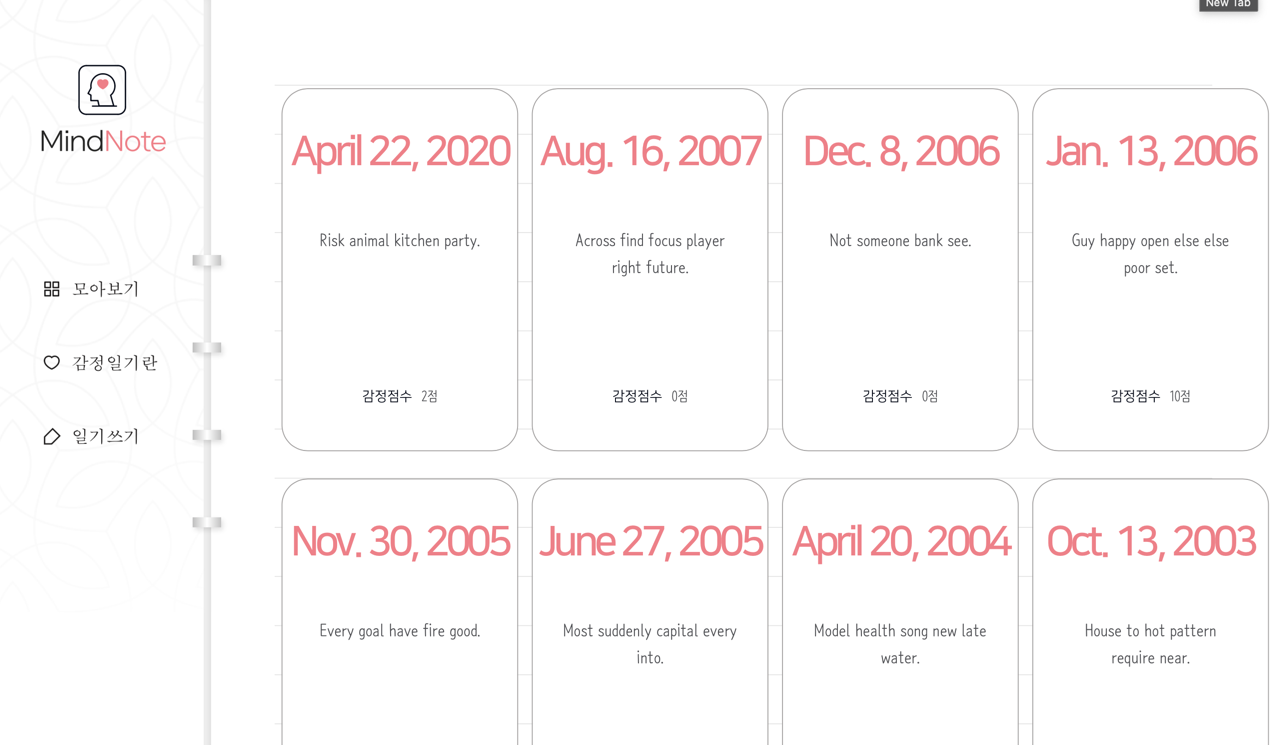 New Tab
MindNote
모아보기
감정일기란
일기쓰기
April 22, 2020
Risk animal kitchen party.
감정점수 2점
Aug. 16, 2007
Across find focus player
right future.
감정점수 0점
Dec. 8, 2006
Not someone bank see.
감정점수 0점
Jan. 13, 2006
Guy happy open else else
poor set.
감정점수 10점
Nov. 30, 2005
Every goal have fire good.
June 27, 2005
Most suddenly capital every
into.
April 20, 2004
Model health song new late
water.
Oct. 13, 2003
House to hot pattern
require near.